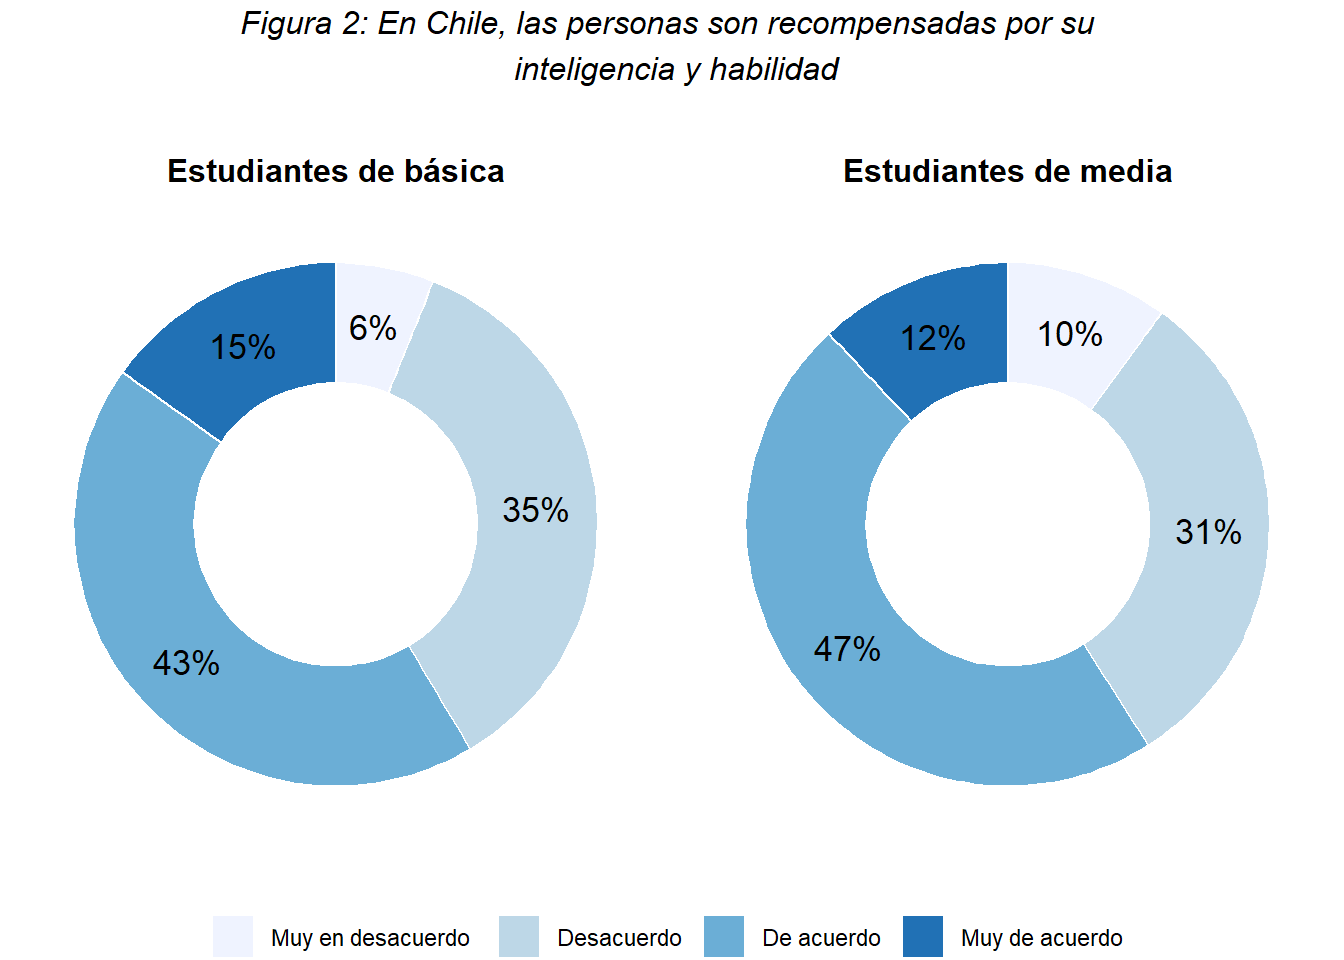 Figura 2: En Chile, las personas son recompensadas por su
inteligencia y habilidad
Estudiantes de básica
15%
6%
35%
43%
Estudiantes de media
12%
10%
31%
47%
Muy en desacuerdo
Desacuerdo
De acuerdo
Muy de acuerdo